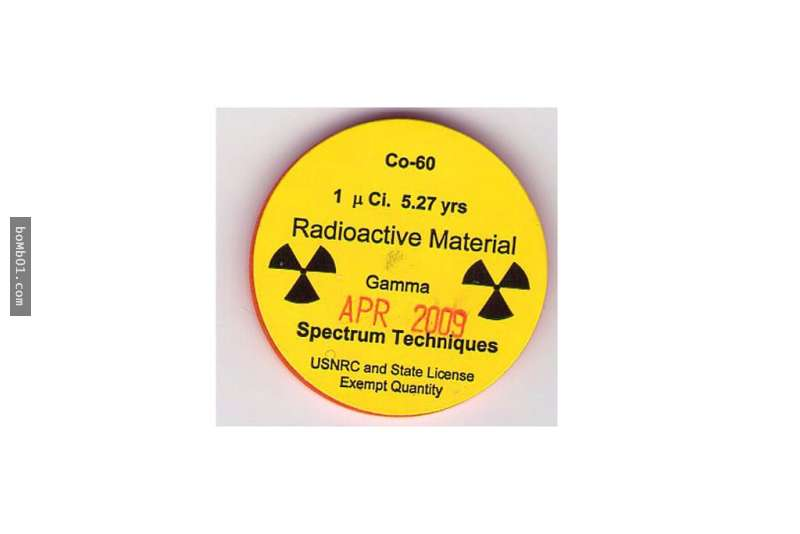 Co-60
1 μ Ci. 5.27 yrs
Radioactive Material
Gamma
APR 2009
Spectrum Techniques
USNRC and State License
Exempt Quantity
boMb01.com